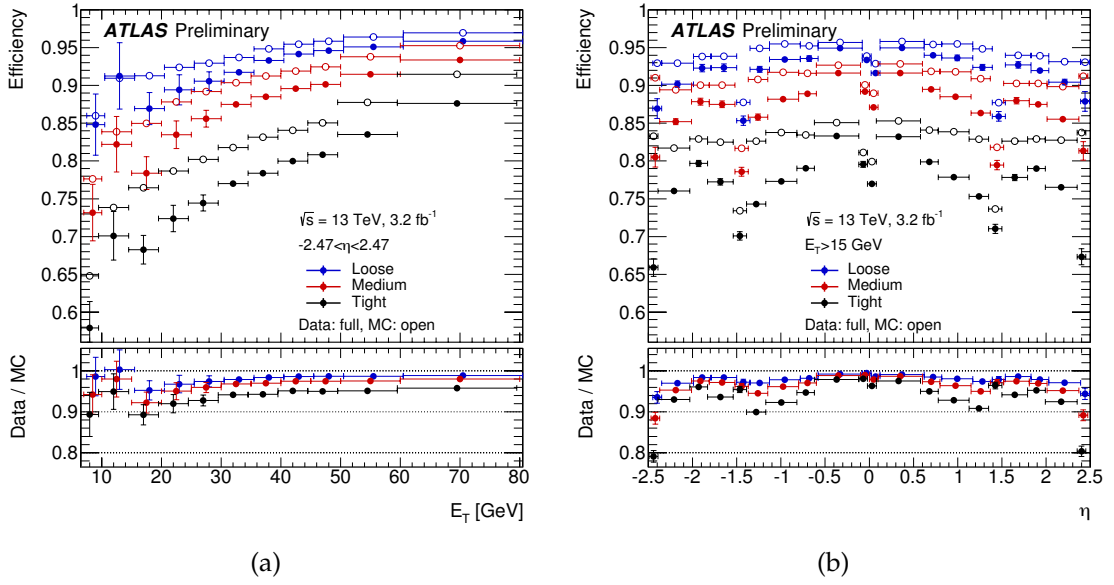 ATLAS Preliminary
Efficiency
0.95
0.9
0.85
0.8
0.75
0.7
0.65
0.6
√s = 13 TeV, 3.2 fb-1
-2.47<η<2.47
Loose
Medium
Tight
Data: full, MC: open
Data / MC
1
0.9
0.8
10 20 30 40 50 60 70 80
ET [GeV]
(a)
ATLAS Preliminary
Efficiency
0.95
0.9
0.85
0.8
0.75
0.7
0.65
0.6
√s = 13 TeV, 3.2 fb-1
ET>15 GeV
Loose
Medium
Tight
Data: full, MC: open
Data / MC
1
0.9
0.8
-2.5 -2 -1.5 -1 -0.5 0 0.5 1 1.5 2 2.5
η
(b)